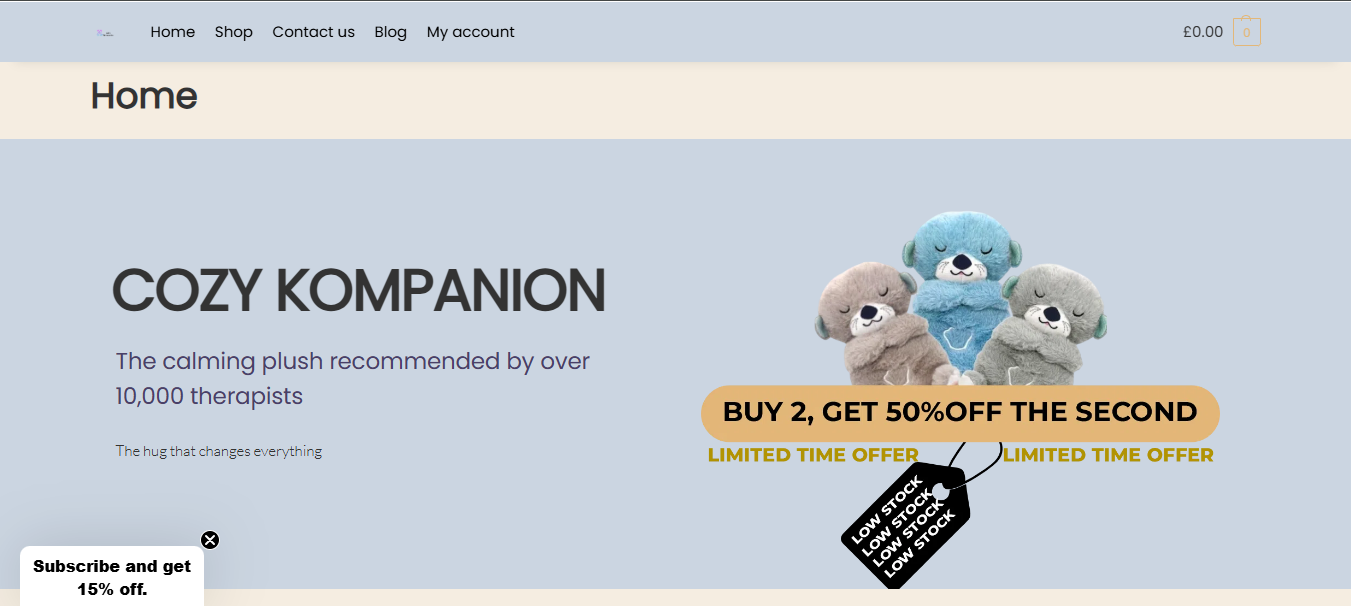 Home Shop Contact us Blog My account £0.00 0
Home
COZY KOMPANION
The calming plush recommended by over
10,000 therapists
The hug that changes everything
BUY 2, GET 50%OFF THE SECOND
LIMITED TIME OFFER LIMITED TIME OFFER
LOW STOCK
LOW STOCK
LOW STOCK
LOW STOCK
Subscribe and get
15% off.